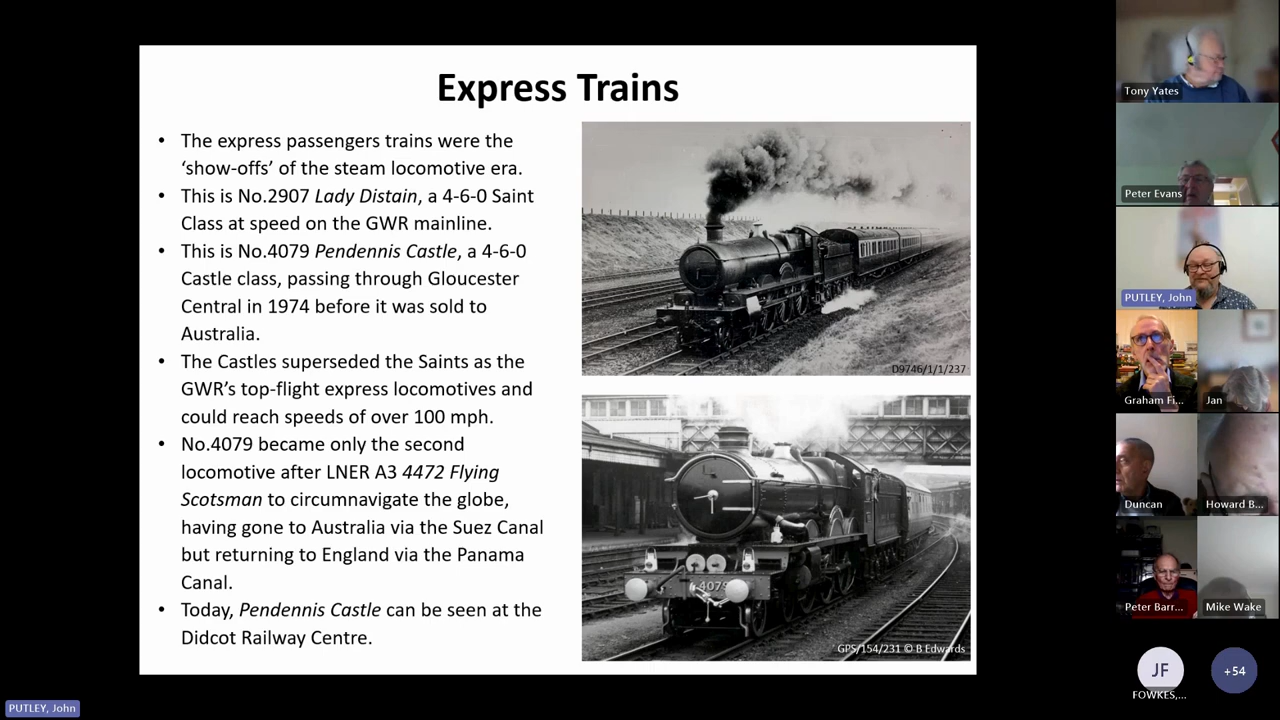 Express Trains
• The express passengers trains were the
‘show-offs’ of the steam locomotive era.
• This is No.2907 Lady Distain, a 4-6-0 Saint
Class at speed on the GWR mainline.
• This is No.4079 Pendennis Castle, a 4-6-0
Castle class, passing through Gloucester
Central in 1974 before it was sold to
Australia.
• The Castles superseded the Saints as the
GWR’s top-flight express locomotives and
could reach speeds of over 100 mph.
• No.4079 became only the second
locomotive after LNER A3 4472 Flying
Scotsman to circumnavigate the globe,
having gone to Australia via the Suez Canal
but returning to England via the Panama
Canal.
• Today, Pendennis Castle can be seen at the
Didcot Railway Centre.
D9746/1/1/237
4079
GPS/154/231 © B Edwards
Tony Yates
Peter Evans
PUTLEY, John
Graham Fi...
Jan
Duncan
Howard B...
Peter Barr...
Mike Wake
JF
FOWKES,...
+54
PUTLEY, John